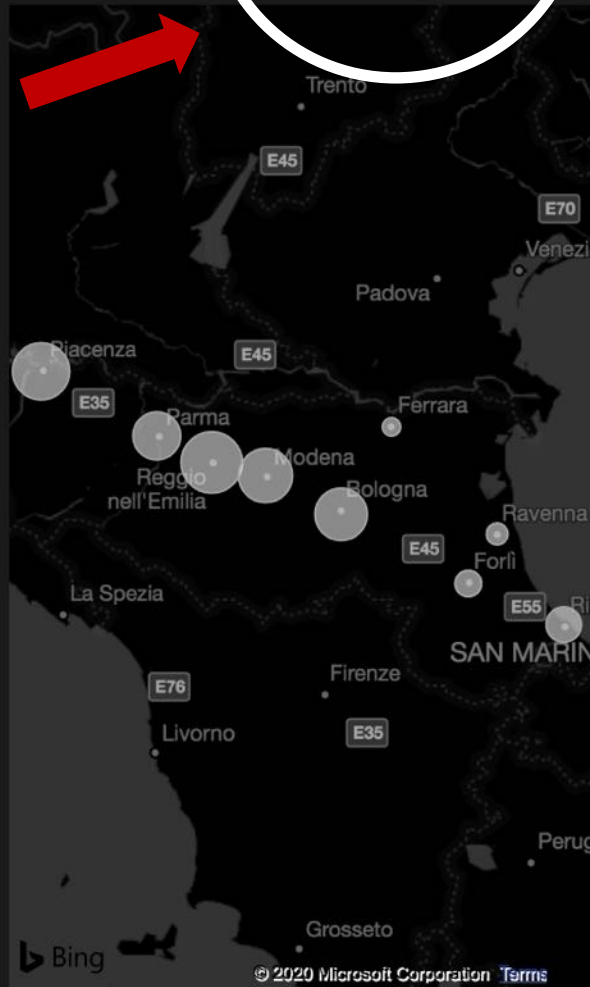 Trento
E45
E70
Venezi
Padova
Piacenza
E45
E35
Ferrara
Parma
Modena
Reggio
nell'Emilia
Bologna
Ravenna
E45
Forlì
La Spezia
E55
Ri
SAN MARIN
Firenze
E76
E35
Livorno
Perug
Grosseto
Bing
© 2020 Microsoft Corporation Terms